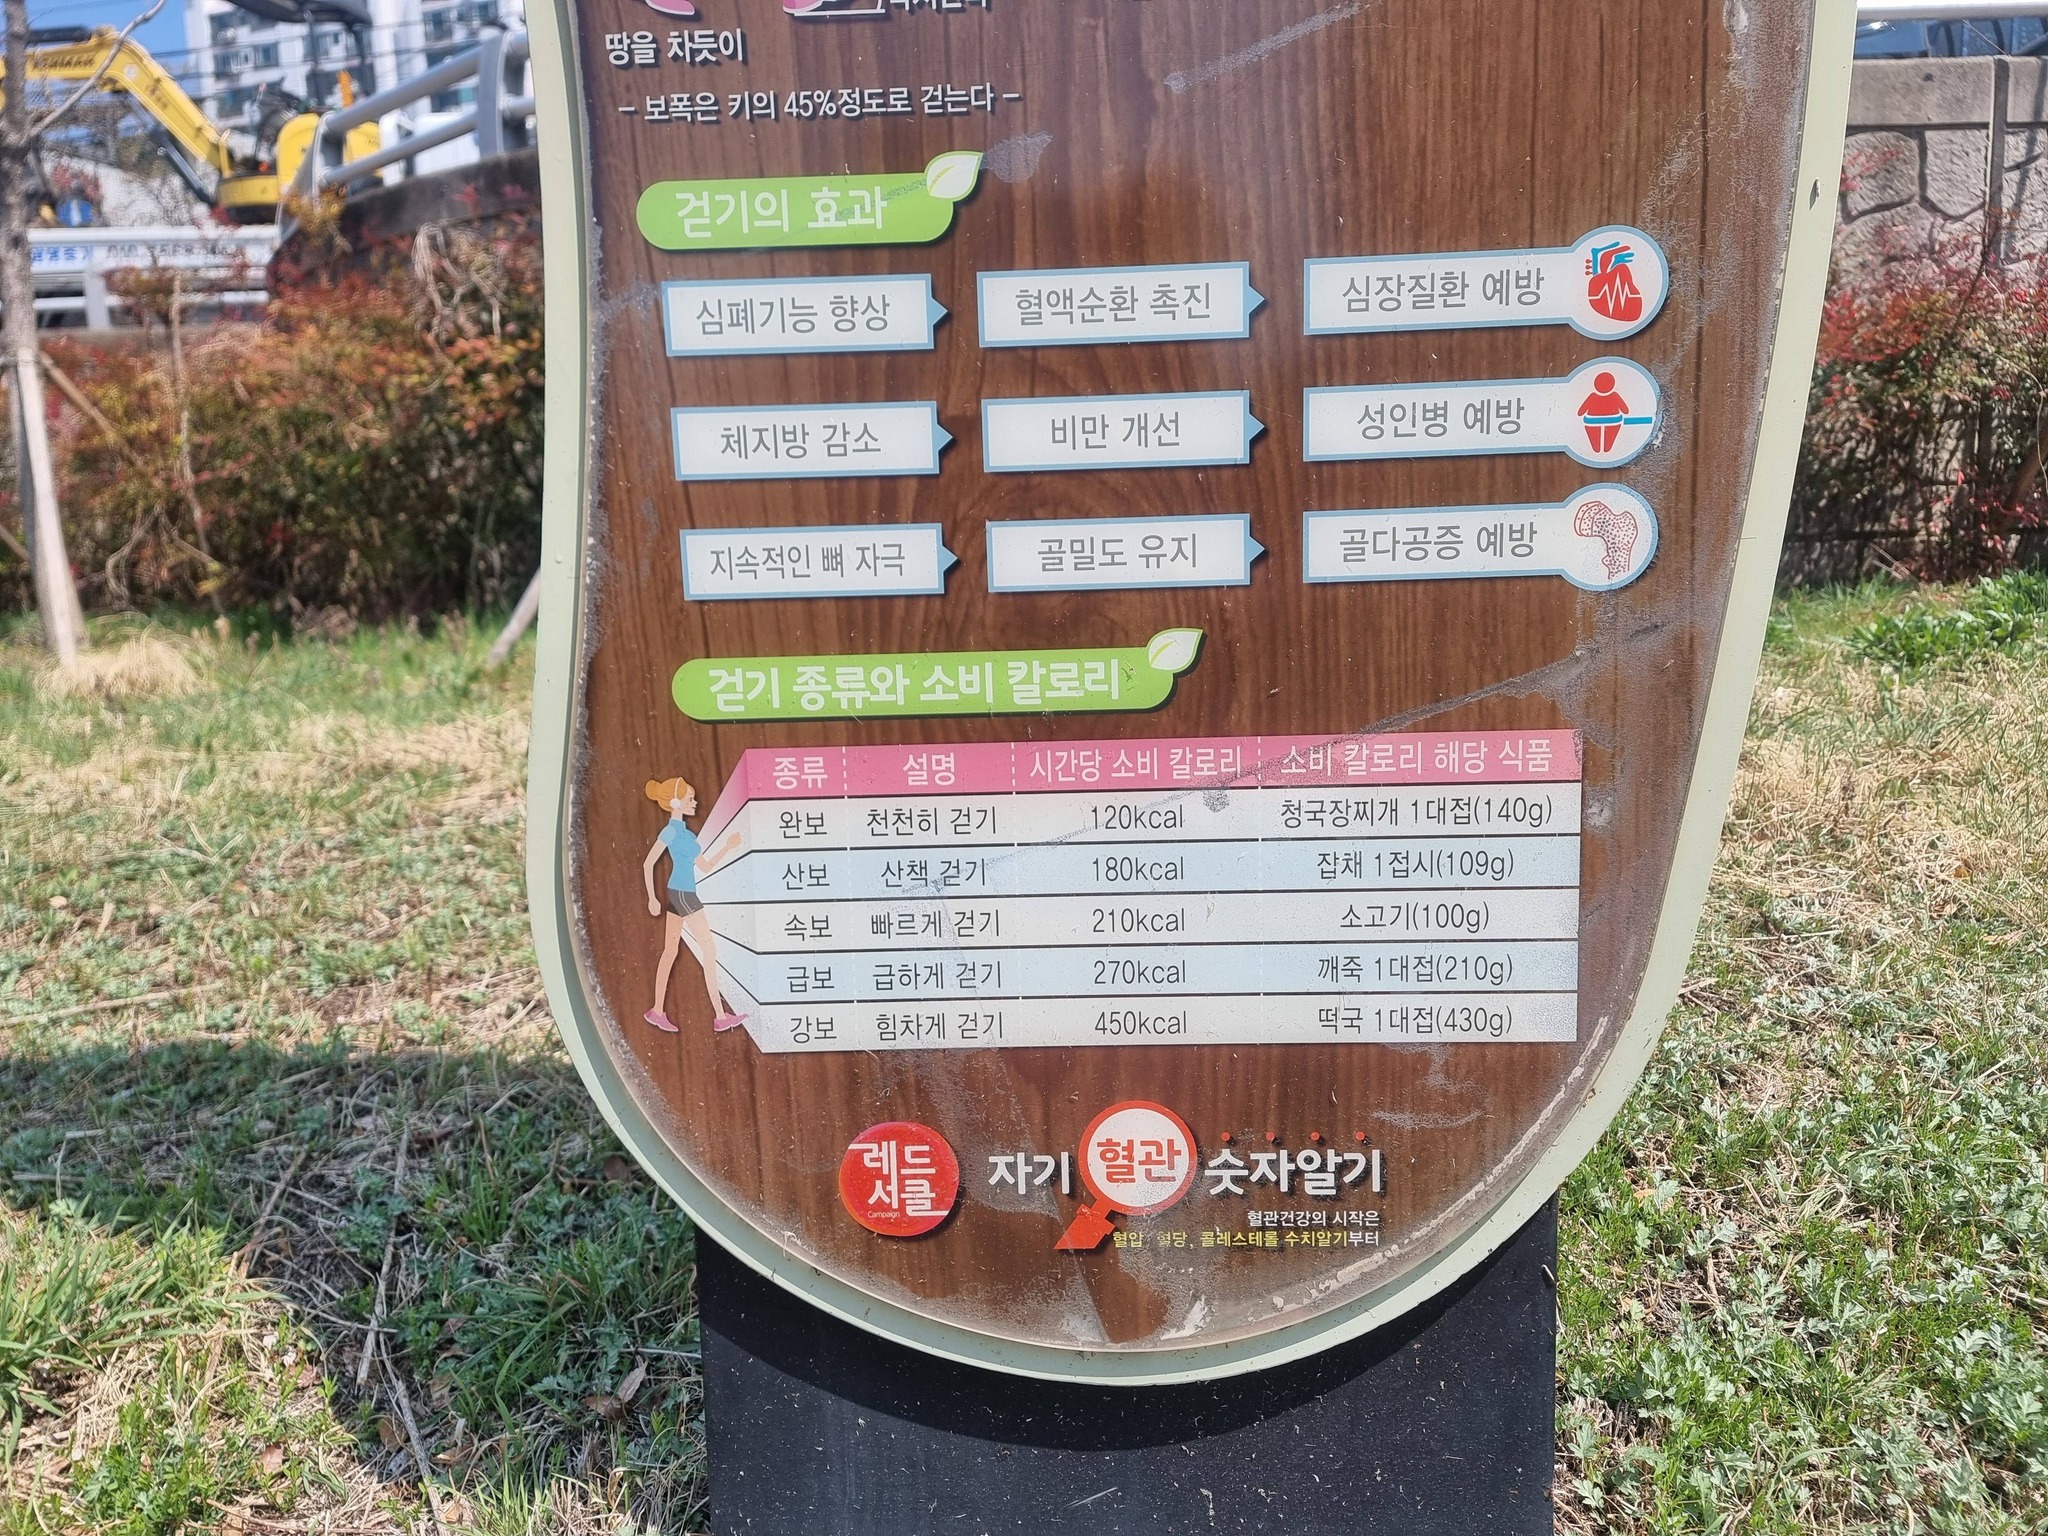 땅을 차듯이
- 보폭은 키의 45%정도로 걷는다 -
걷기의 효과
심폐기능 향상 혈액순환 촉진 심장질환 예방
체지방 감소 비만 개선 성인병 예방
지속적인 뼈 자극 골밀도 유지 골다공증 예방
걷기 종류와 소비 칼로리
종류 설명 시간당 소비 칼로리 소비 칼로리 해당 식품
완보 천천히 걷기 120kcal 청국장찌개 1대접(140g)
산보 산책 걷기 180kcal 잡채 1접시(109g)
속보 빠르게 걷기 210kcal 소고기(100g)
급보 급하게 걷기 270kcal 깨죽 1대접(210g)
강보 힘차게 걷기 450kcal 떡국 1대접(430g)
레드
서클
Campaign
자기 혈관 숫자알기
혈관건강의 시작은
혈압, 혈당, 콜레스테롤 수치알기부터